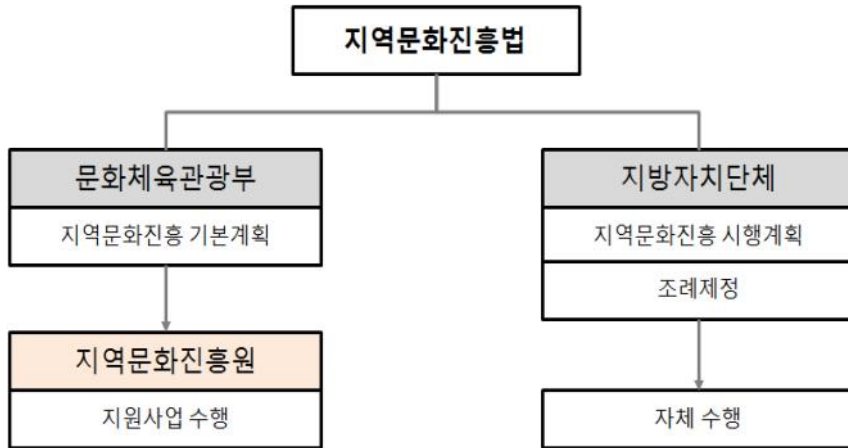 지역문화진흥법
문화체육관광부
지역문화진흥 기본계획
지역문화진흥원
지원사업 수행
지방자치단체
지역문화진흥 시행계획
조례제정
자체 수행